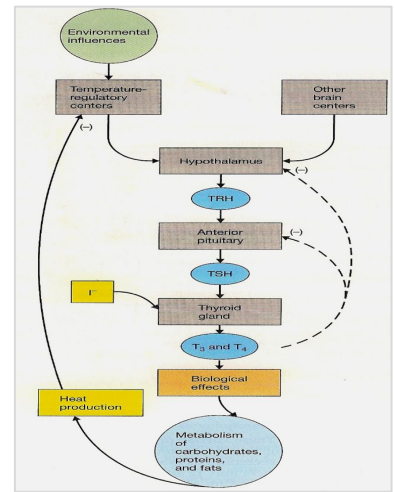 Environmental
influences
Temperature-
regulatory
centers
Other
brain
centers
(–)
Hypothalamus
(–)
TRH
Anterior
pituitary
(–)
TSH
I⁻
Thyroid
gland
T₃ and T₄
Biological
effects
Heat
production
Metabolism
of
carbohydrates,
proteins,
and fats